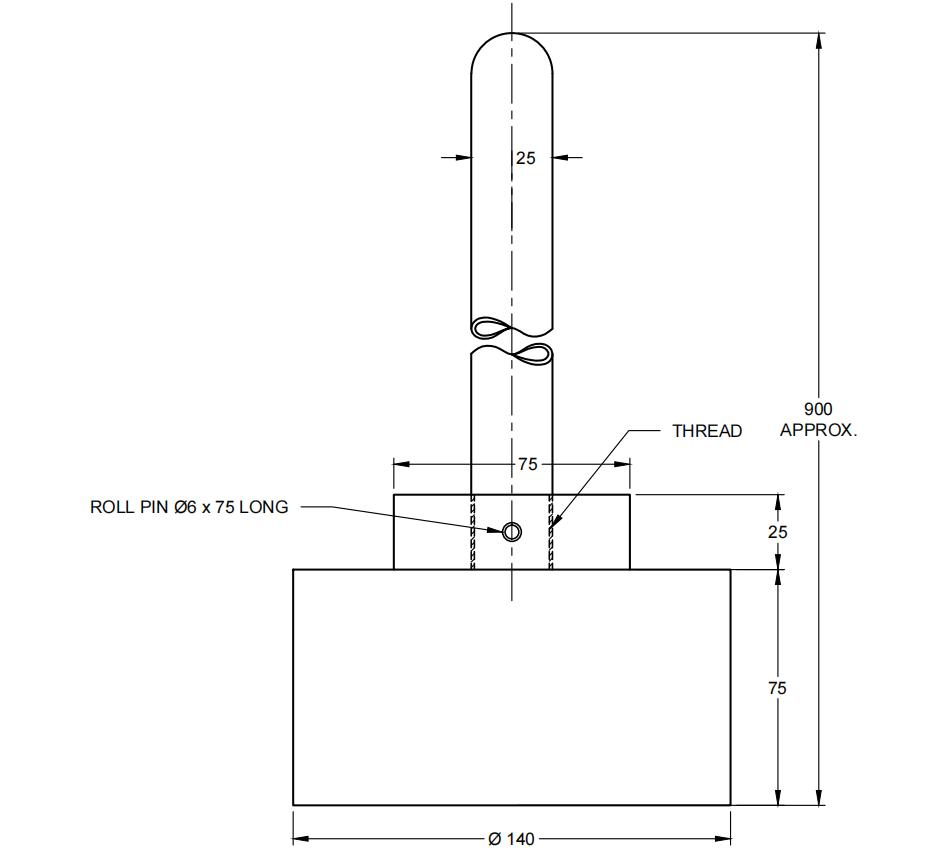 25
900
APPROX.
THREAD
75
ROLL PIN Ø6 x 75 LONG
25
75
Ø 140